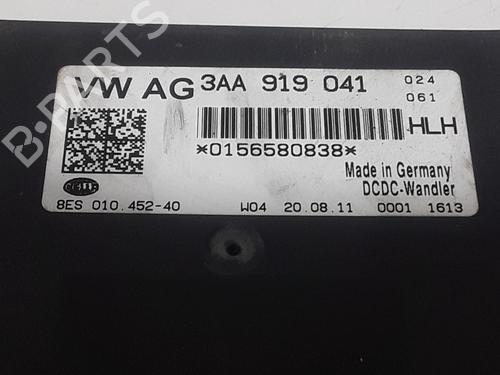 B-PARTS
VW AG 3AA 919 041 024
061
HLH
*0156580838*
Made in Germany
DCDC-Wandler
HELLA
8ES 010.452-40 W04 20.08.11 0001 1613